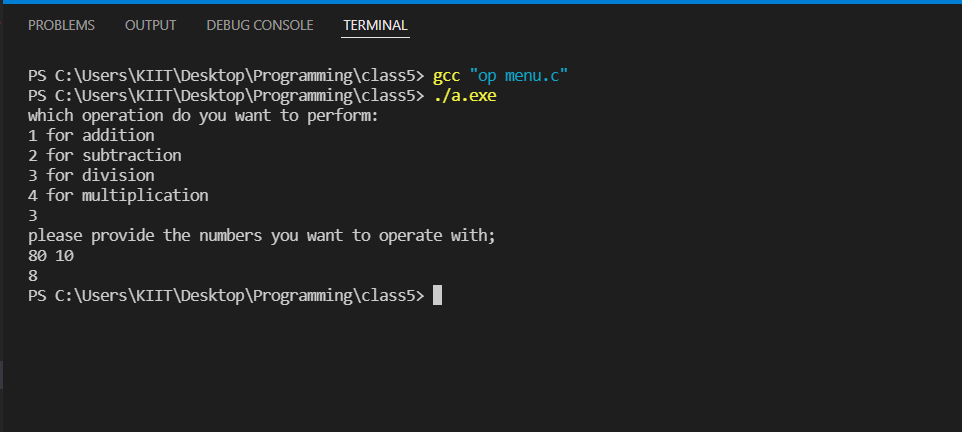 PROBLEMS OUTPUT DEBUG CONSOLE TERMINAL
PS C:\Users\KIIT\Desktop\Programming\class5> gcc "op menu.c"
PS C:\Users\KIIT\Desktop\Programming\class5> ./a.exe
which operation do you want to perform:
1 for addition
2 for subtraction
3 for division
4 for multiplication
3
please provide the numbers you want to operate with;
80 10
8
PS C:\Users\KIIT\Desktop\Programming\class5>